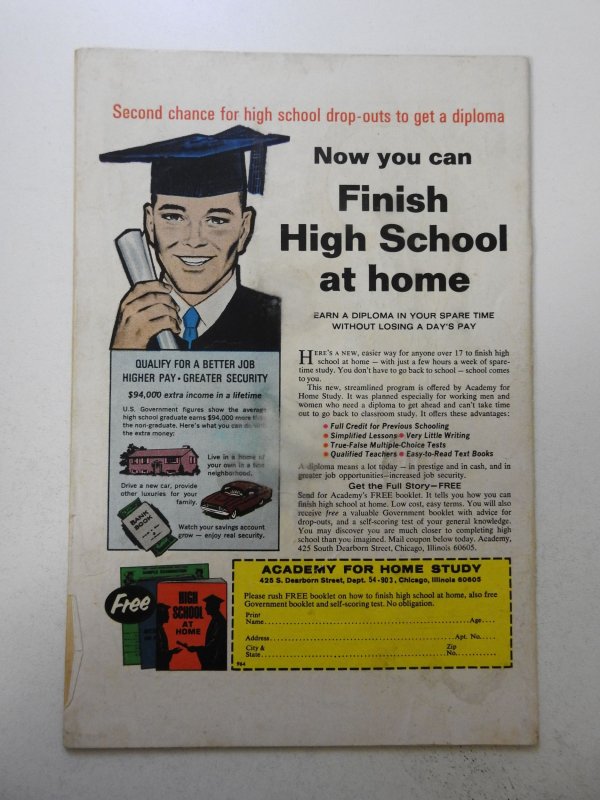 Second chance for high school drop-outs to get a diploma
Now you can
Finish
High School
at home
EARN A DIPLOMA IN YOUR SPARE TIME
WITHOUT LOSING A DAY'S PAY
QUALIFY FOR A BETTER JOB
HIGHER PAY • GREATER SECURITY
$94,000 extra income in a lifetime
U.S. Government figures show the average
high school graduate earns $94,000 more than
the non-graduate. Here's what you can do with
the extra money:
Live in a home of
your own in a fine
neighborhood.
Drive a new car, provide
other luxuries for your
family.
BANK
BOOK
Watch your savings account
grow — enjoy real security.
HERE'S A NEW, easier way for anyone over 17 to finish high
school at home — with just a few hours a week of spare-
time study. You don't have to go back to school — school comes
to you.
This new, streamlined program is offered by Academy for
Home Study. It was planned especially for working men and
women who need a diploma to get ahead and can't take time
out to go back to classroom study. It offers these advantages:
• Full Credit for Previous Schooling
• Simplified Lessons • Very Little Writing
• True-False Multiple-Choice Tests
• Qualified Teachers • Easy-to-Read Text Books
A diploma means a lot today — in prestige and in cash, and in
greater job opportunities—increased job security.
Get the Full Story—FREE
Send for Academy's FREE booklet. It tells you how you can
finish high school at home. Low cost, easy terms. You will also
receive free a valuable Government booklet with advice for
drop-outs, and a self-scoring test of your general knowledge.
You may discover you are much closer to completing high
school than you imagined. Mail coupon below today. Academy,
425 South Dearborn Street, Chicago, Illinois 60605.
Free
HIGH
SCHOOL
AT
HOME
ACADEMY FOR HOME STUDY
425 S. Dearborn Street, Dept. 54-903, Chicago, Illinois 60605
Please rush FREE booklet on how to finish high school at home, also free
Government booklet and self-scoring test. No obligation.
Print
Name Age
Address Apt. No.
City & Zip
State No.
984